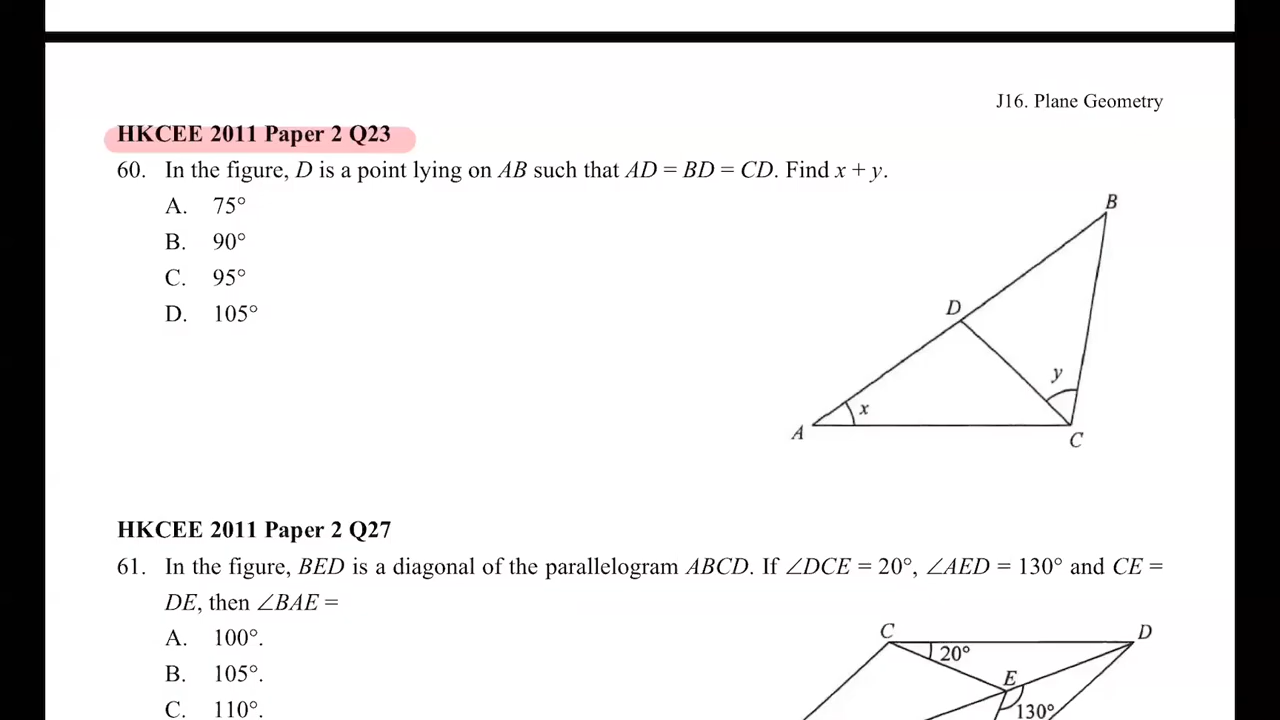 J16. Plane Geometry
HKCEE 2011 Paper 2 Q23
60. In the figure, D is a point lying on AB such that AD = BD = CD. Find x + y.
A. 75°
B. 90°
C. 95°
D. 105°
B
D
y
x
A
C
HKCEE 2011 Paper 2 Q27
61. In the figure, BED is a diagonal of the parallelogram ABCD. If ∠DCE = 20°, ∠AED = 130° and CE =
DE, then ∠BAE =
A. 100°.
B. 105°.
C. 110°.
C
D
20°
E
130°